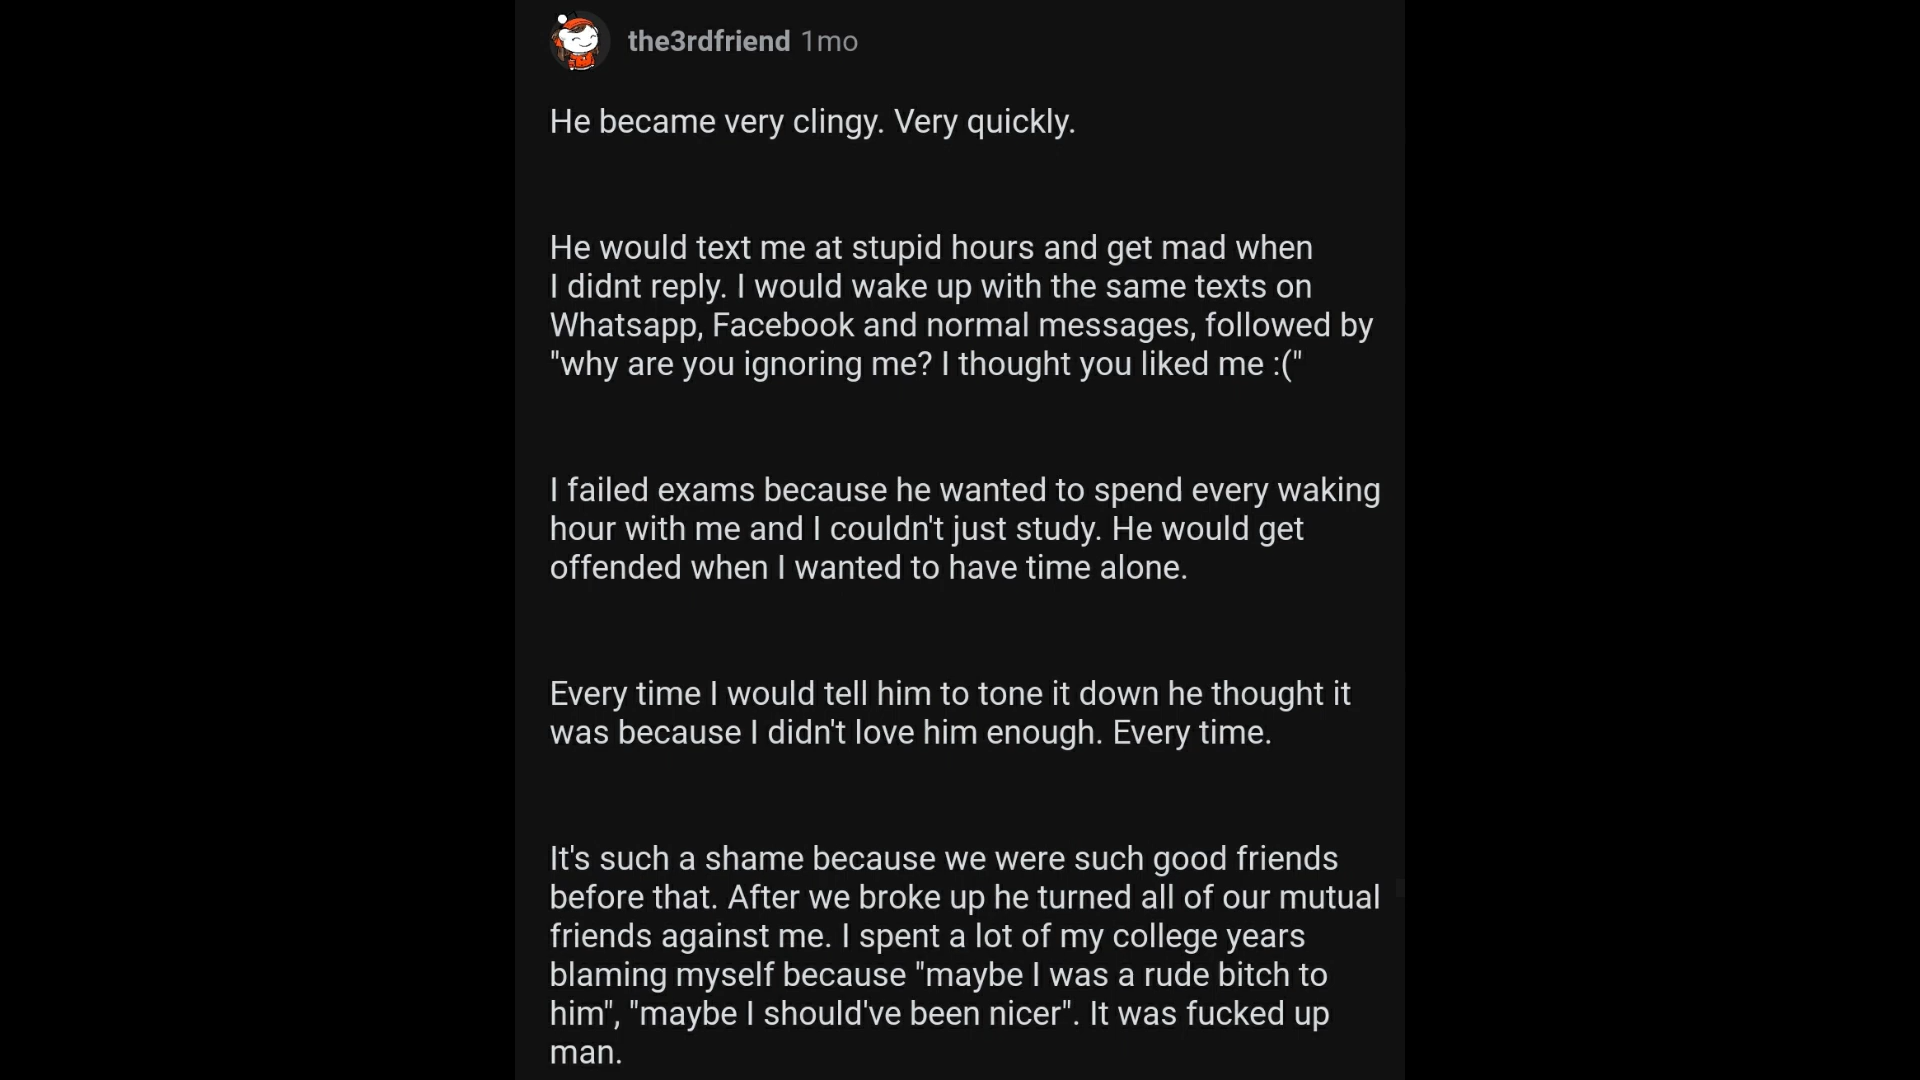 the3rdfriend 1mo
He became very clingy. Very quickly.
He would text me at stupid hours and get mad when
I didnt reply. I would wake up with the same texts on
Whatsapp, Facebook and normal messages, followed by
"why are you ignoring me? I thought you liked me :("
I failed exams because he wanted to spend every waking
hour with me and I couldn't just study. He would get
offended when I wanted to have time alone.
Every time I would tell him to tone it down he thought it
was because I didn't love him enough. Every time.
It's such a shame because we were such good friends
before that. After we broke up he turned all of our mutual
friends against me. I spent a lot of my college years
blaming myself because "maybe I was a rude bitch to
him", "maybe I should've been nicer". It was fucked up
man.